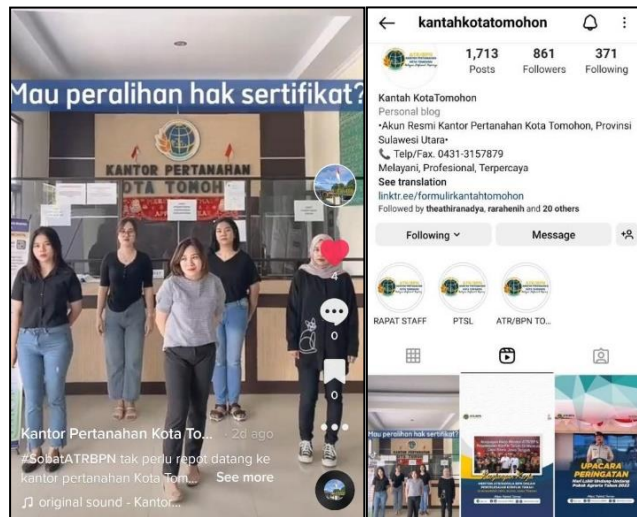 Mau peralihan hak sertifikat?
KANTOR PERTANAHAN
KOTA TOMOHON
4
0
0
Kantor Pertanahan Kota To... · 2d ago
#SobatATRBPN tak perlu repot datang ke
kantor pertanahan Kota Tom... See more
original sound - Kantor...
kantahkotatomohon
1,713 861 371
Posts Followers Following
Kantah KotaTomohon
Personal blog
•Akun Resmi Kantor Pertanahan Kota Tomohon, Provinsi
Sulawesi Utara•
Telp/Fax. 0431-3157879
Melayani, Profesional, Terpercaya
See translation
linktr.ee/formulirkantahtomohon
Followed by theathiranadya, rarahenih and 20 others
Following Message
RAPAT STAFF PTSL ATR/BPN TO...
Mau peralihan hak sertifikat?
UPACARA
PERINGATAN